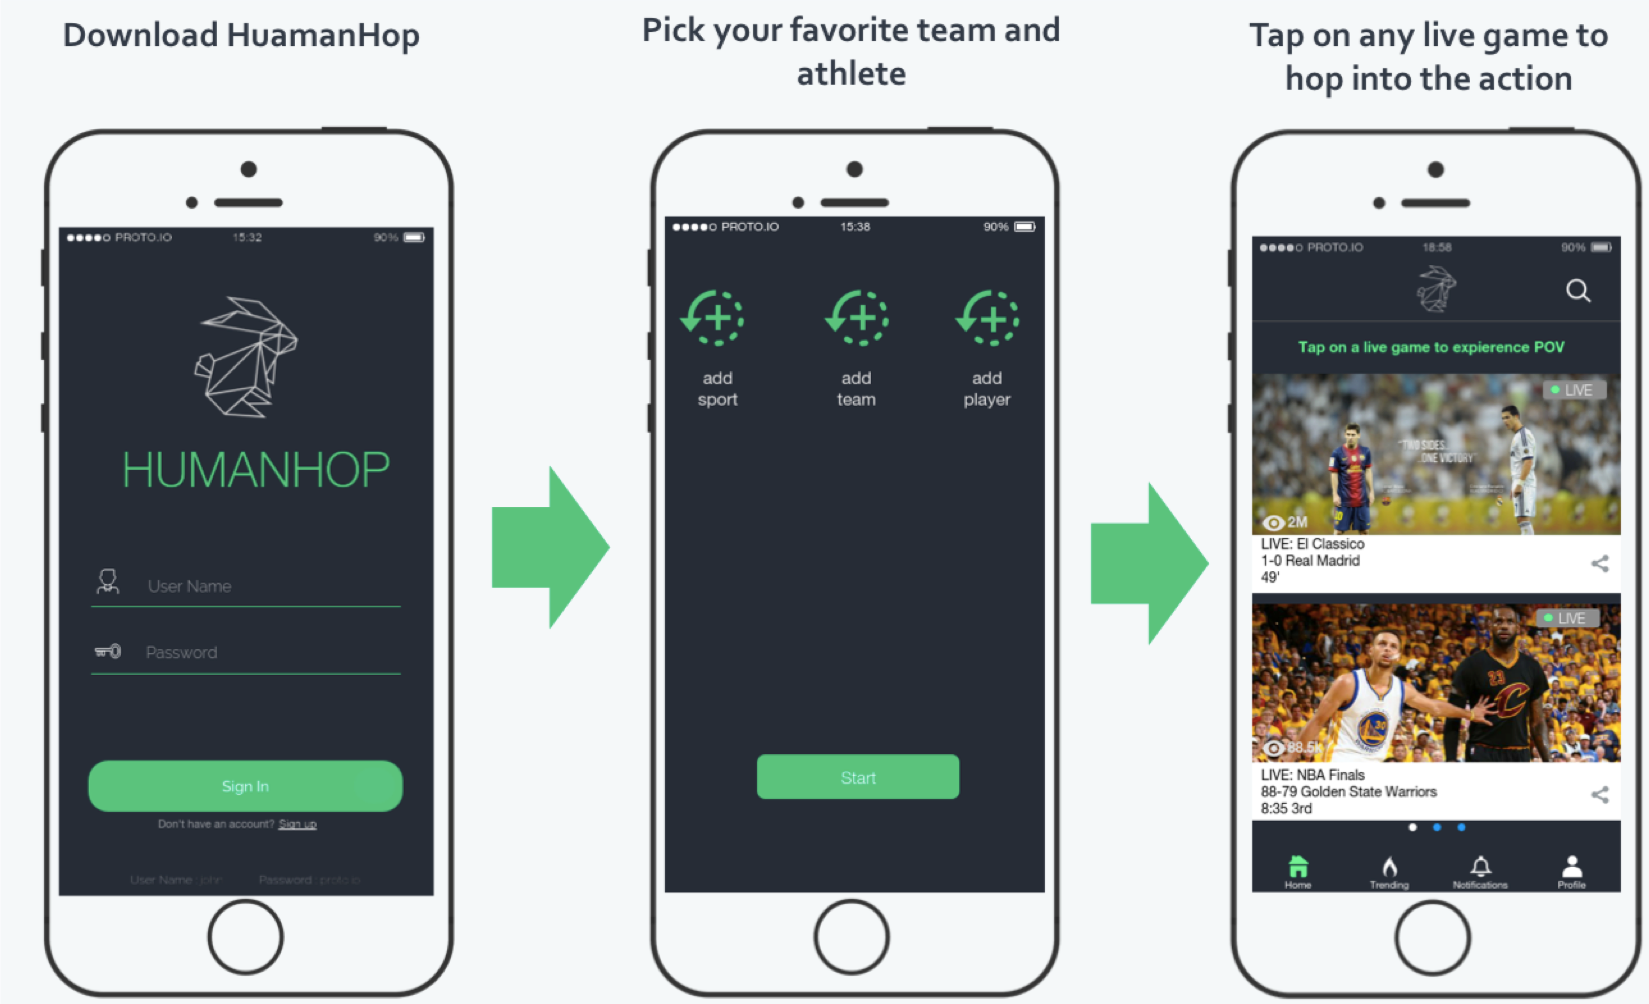 Download HuamanHop
PROTO.IO 15:32 90%
HUMANHOP
User Name
Password
Sign In
Don't have an account? Sign up
User Name : john Password : proto.io
Pick your favorite team and
athlete
PROTO.IO 15:38 90%
add
sport
add
team
add
player
Start
Tap on any live game to
hop into the action
PROTO.IO 18:58 90%
Tap on a live game to expierence POV
LIVE
"TWO SIDES...
...ONE VICTORY"
10
2M
LIVE: El Classico
1-0 Real Madrid
49'
LIVE
23
C
30
88.5k
LIVE: NBA Finals
88-79 Golden State Warriors
8:35 3rd
Home Trending Notifications Profile